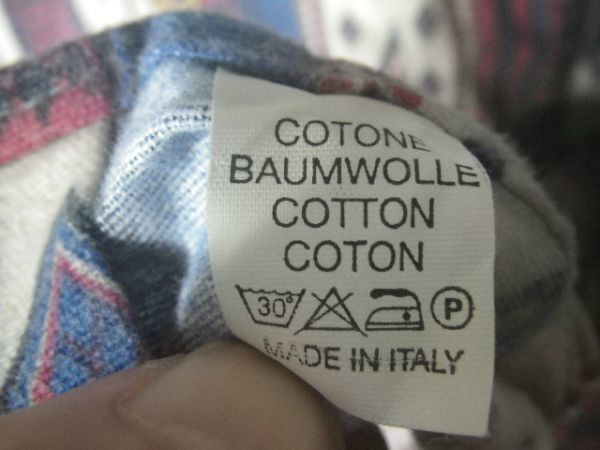 COTONE
BAUMWOLLE
COTTON
COTON
30° P
MADE IN ITALY